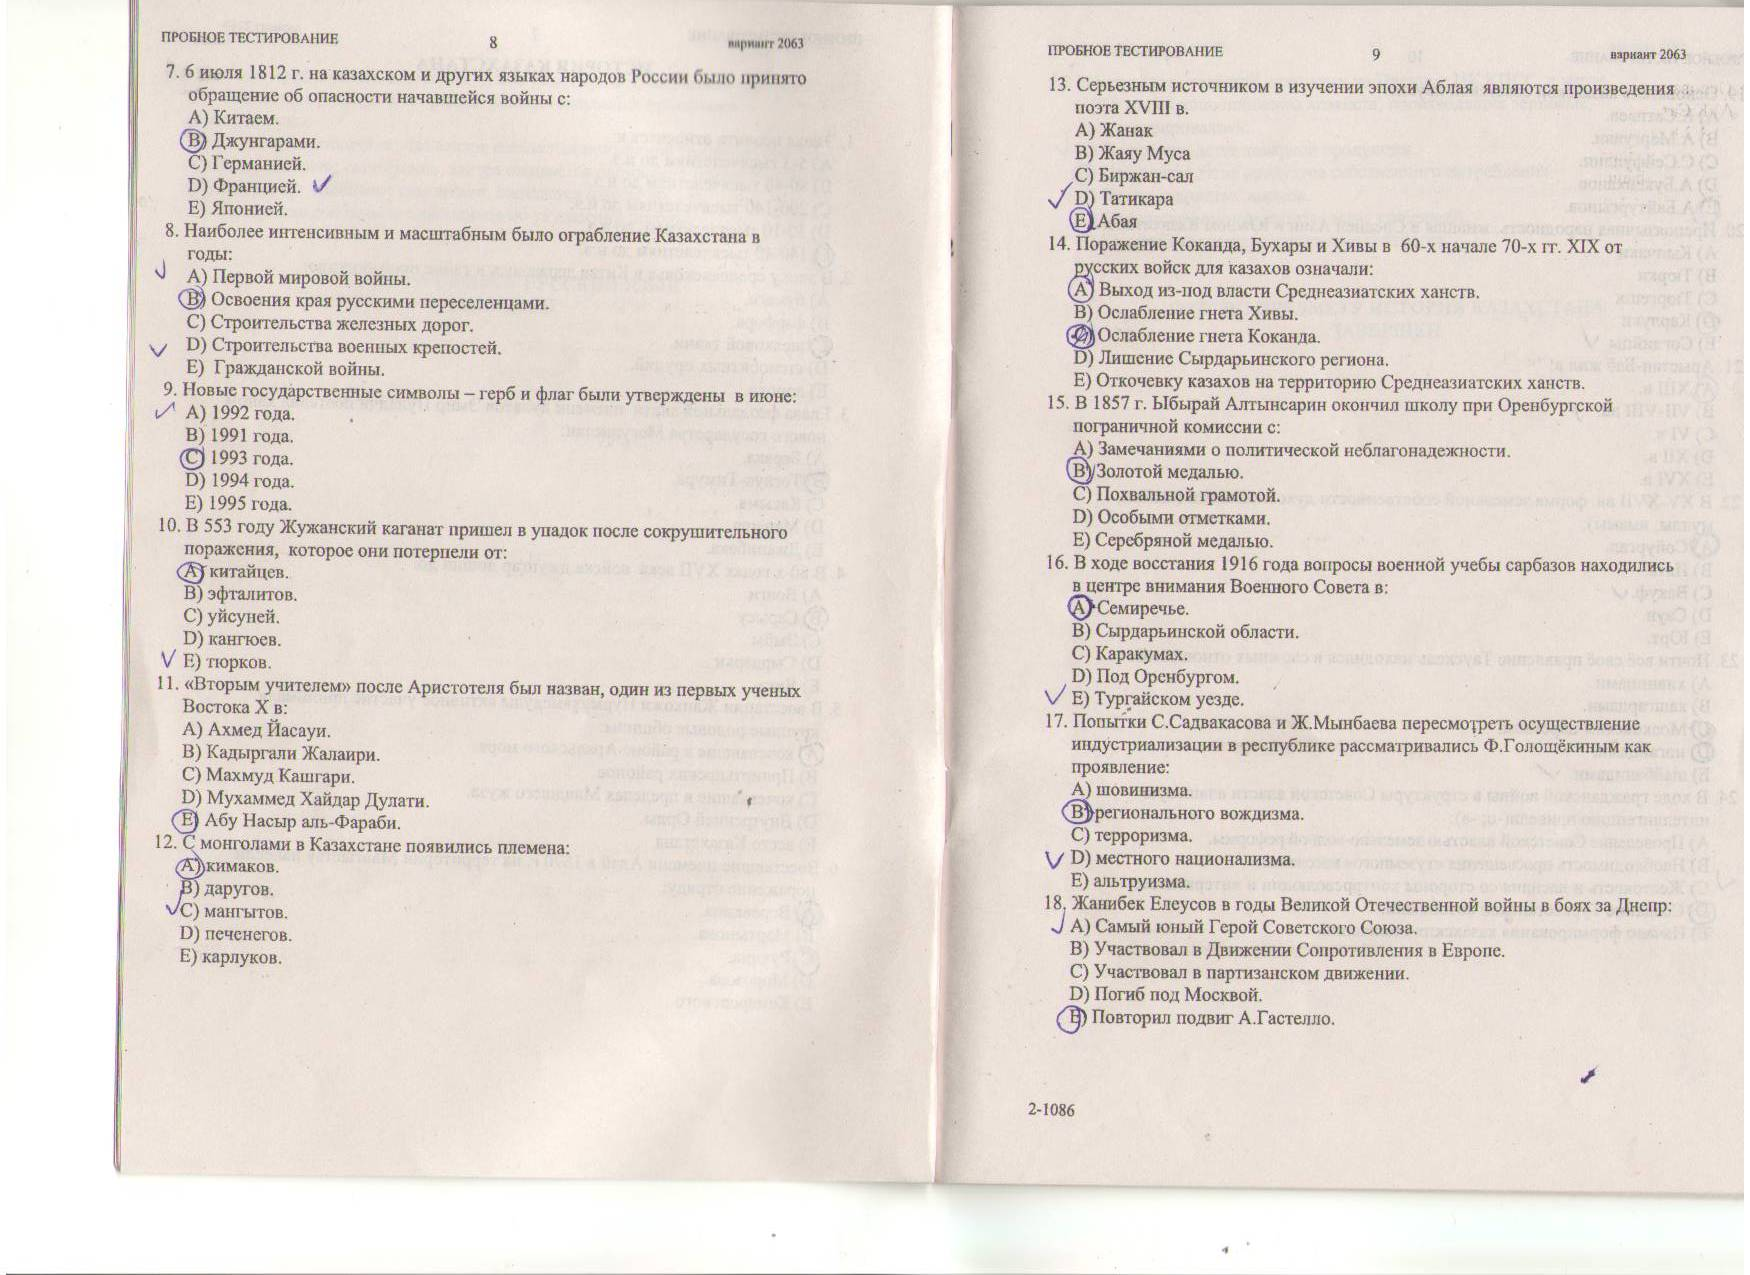 ПРОБНОЕ ТЕСТИРОВАНИЕ 8 вариант 2063
7. 6 июля 1812 г. на казахском и других языках народов России было принято
обращение об опасности начавшейся войны с:
A) Китаем.
B) Джунгарами.
C) Германией.
D) Францией.
E) Японией.
8. Наиболее интенсивным и масштабным было ограбление Казахстана в
годы:
A) Первой мировой войны.
B) Освоения края русскими переселенцами.
C) Строительства железных дорог.
D) Строительства военных крепостей.
E) Гражданской войны.
9. Новые государственные символы – герб и флаг были утверждены в июне:
A) 1992 года.
B) 1991 года.
C) 1993 года.
D) 1994 года.
E) 1995 года.
10. В 553 году Жужанский каганат пришел в упадок после сокрушительного
поражения, которое они потерпели от:
A) китайцев.
B) эфталитов.
C) уйсуней.
D) кангюев.
E) тюрков.
11. «Вторым учителем» после Аристотеля был назван, один из первых ученых
Востока X в:
A) Ахмед Йасауи.
B) Кадыргали Жалаири.
C) Махмуд Кашгари.
D) Мухаммед Хайдар Дулати.
E) Абу Насыр аль-Фараби.
12. С монголами в Казахстане появились племена:
A) кимаков.
B) даругов.
C) мангытов.
D) печенегов.
E) карлуков.
ПРОБНОЕ ТЕСТИРОВАНИЕ 9 вариант 2063
13. Серьезным источником в изучении эпохи Аблая являются произведения
поэта XVIII в.
A) Жанак
B) Жаяу Муса
C) Биржан-сал
D) Татикара
E) Абая
14. Поражение Коканда, Бухары и Хивы в 60-х начале 70-х гг. XIX от
русских войск для казахов означали:
A) Выход из-под власти Среднеазиатских ханств.
B) Ослабление гнета Хивы.
C) Ослабление гнета Коканда.
D) Лишение Сырдарьинского региона.
E) Откочевку казахов на территорию Среднеазиатских ханств.
15. В 1857 г. Ыбырай Алтынсарин окончил школу при Оренбургской
пограничной комиссии с:
A) Замечаниями о политической неблагонадежности.
B) Золотой медалью.
C) Похвальной грамотой.
D) Особыми отметками.
E) Серебряной медалью.
16. В ходе восстания 1916 года вопросы военной учебы сарбазов находились
в центре внимания Военного Совета в:
A) Семиречье.
B) Сырдарьинской области.
C) Каракумах.
D) Под Оренбургом.
E) Тургайском уезде.
17. Попытки С.Садвакасова и Ж.Мынбаева пересмотреть осуществление
индустриализации в республике рассматривались Ф.Голощёкиным как
проявление:
A) шовинизма.
B) регионального вождизма.
C) терроризма.
D) местного национализма.
E) альтруизма.
18. Жанибек Елеусов в годы Великой Отечественной войны в боях за Днепр:
A) Самый юный Герой Советского Союза.
B) Участвовал в Движении Сопротивления в Европе.
C) Участвовал в партизанском движении.
D) Погиб под Москвой.
E) Повторил подвиг А.Гастелло.
2-1086